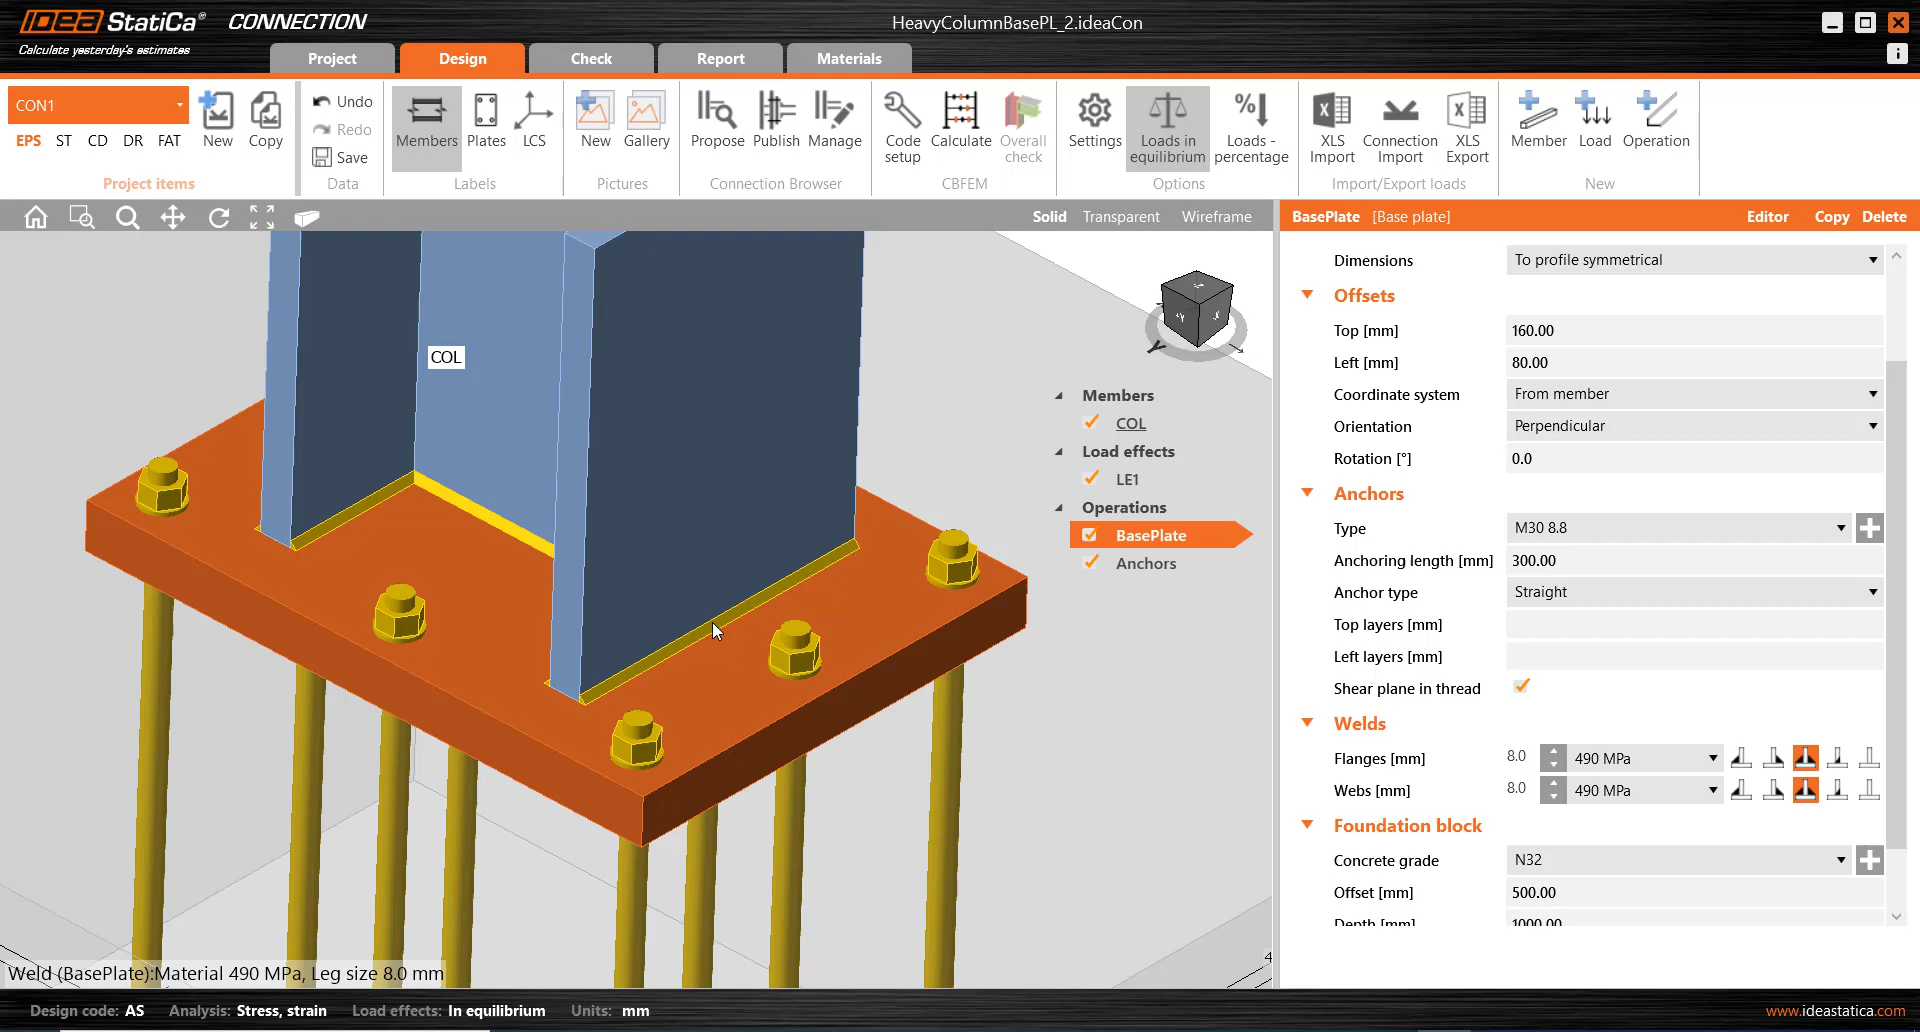 IDEA StatiCa® CONNECTION
Calculate yesterday's estimates
HeavyColumnBasePL_2.ideaCon
Project Design Check Report Materials
CON1
EPS ST CD DR FAT
New Copy
Project items
Undo
Redo
Save
Data
Members Plates LCS
Labels
New Gallery
Pictures
Propose Publish Manage
Connection Browser
Code setup Calculate Overall check
CBFEM
Settings Loads in equilibrium Loads - percentage
Options
XLS Import Connection Import XLS Export
Import/Export loads
Member Load Operation
New
Solid Transparent Wireframe
COL
+Y
-X
Members
COL
Load effects
LE1
Operations
BasePlate
Anchors
4
Weld (BasePlate):Material 490 MPa, Leg size 8.0 mm
BasePlate [Base plate] Editor Copy Delete
Dimensions To profile symmetrical
Offsets
Top [mm] 160.00
Left [mm] 80.00
Coordinate system From member
Orientation Perpendicular
Rotation [°] 0.0
Anchors
Type M30 8.8
Anchoring length [mm] 300.00
Anchor type Straight
Top layers [mm]
Left layers [mm]
Shear plane in thread
Welds
Flanges [mm] 8.0 490 MPa
Webs [mm] 8.0 490 MPa
Foundation block
Concrete grade N32
Offset [mm] 500.00
Depth [mm] 1000.00
Design code: AS Analysis: Stress, strain Load effects: In equilibrium Units: mm
www.ideastatica.com